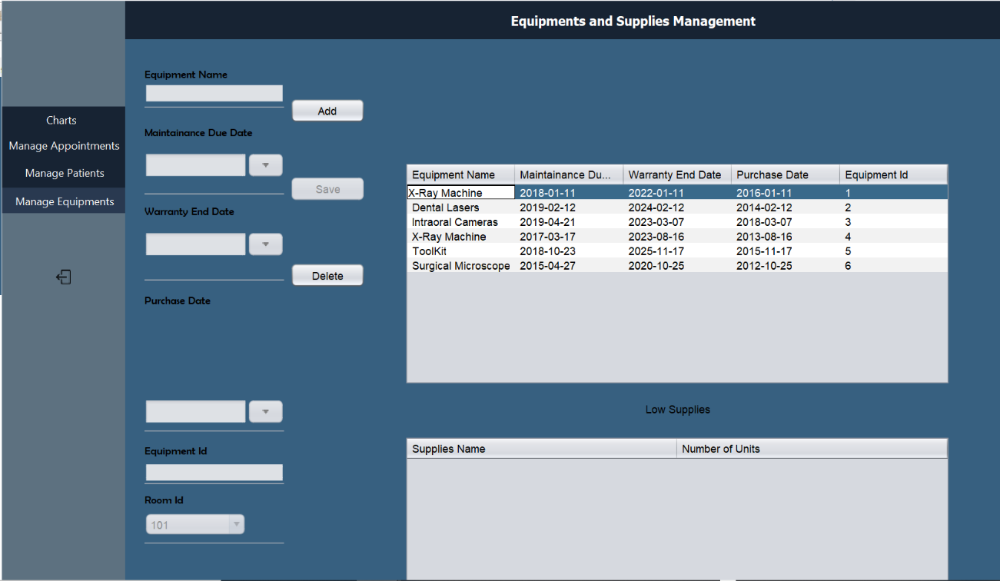 Equipments and Supplies Management
Charts
Manage Appointments
Manage Patients
Manage Equipments
Equipment Name
Add
Maintainance Due Date
Save
Warranty End Date
Delete
Purchase Date
Equipment Id
Room Id
101
Equipment Name Maintainance Du... Warranty End Date Purchase Date Equipment Id
X-Ray Machine 2018-01-11 2022-01-11 2016-01-11 1
Dental Lasers 2019-02-12 2024-02-12 2014-02-12 2
Intraoral Cameras 2019-04-21 2023-03-07 2018-03-07 3
X-Ray Machine 2017-03-17 2023-08-16 2013-08-16 4
ToolKit 2018-10-23 2025-11-17 2015-11-17 5
Surgical Microscope 2015-04-27 2020-10-25 2012-10-25 6
Low Supplies
Supplies Name Number of Units